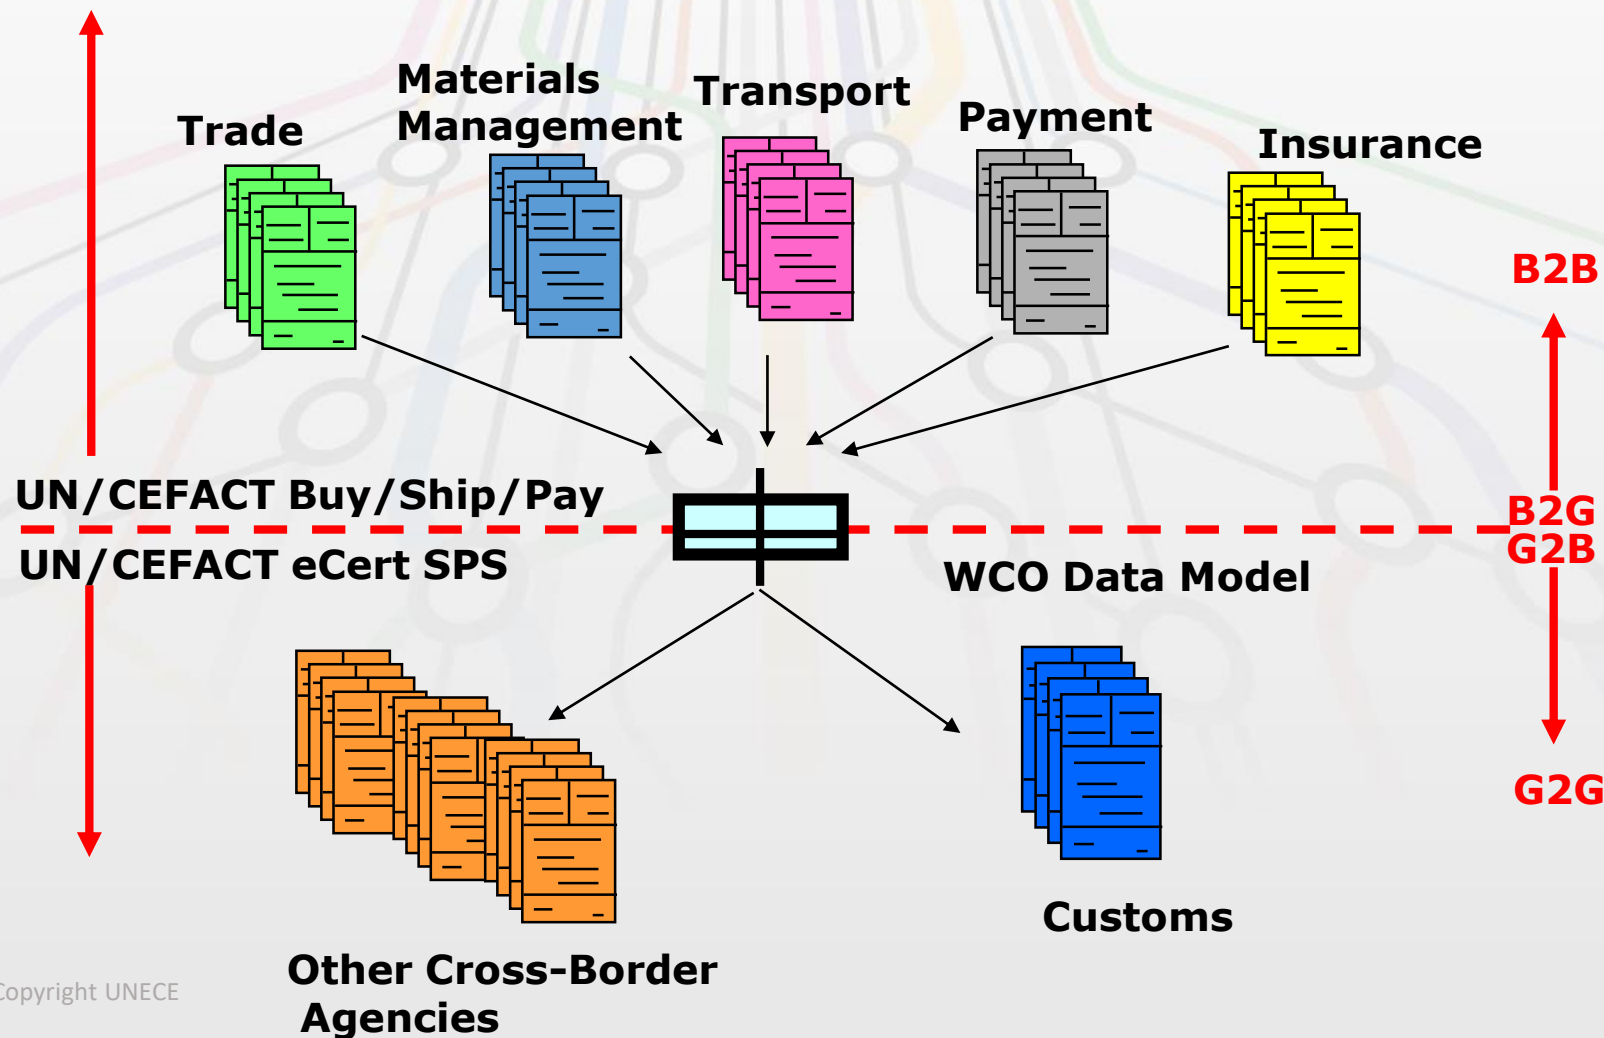 Materials
Management
Transport
Trade
Payment
Insurance
B2B
UN/CEFACT Buy/Ship/Pay
B2G
G2B
UN/CEFACT eCert SPS
WCO Data Model
G2G
Customs
Other Cross-Border
Agencies
Copyright UNECE